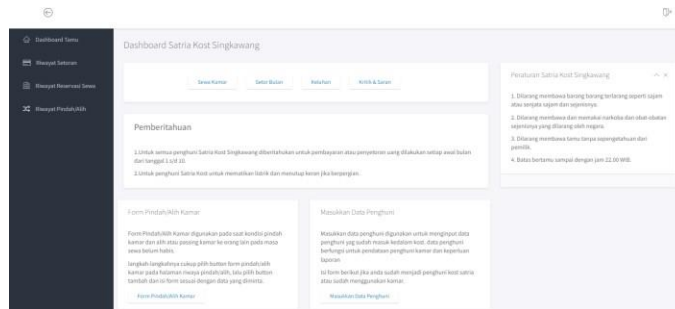 Dashboard Tamu
Riwayat Setoran
Riwayat Reservasi Sewa
Riwayat Pindah/Alih
Dashboard Satria Kost Singkawang
Sewa Kamar
Setor Bulan
Keluhan
Kritik & Saran
Pemberitahuan
1.Untuk semua penghuni Satria Kost Singkawang diberitahukan untuk pembayaran atau penyetoran uang dilakukan setiap awal bulan
dari tanggal 1 s/d 10.
2.Untuk penghuni Satria Kost untuk mematikan listrik dan menutup keran jika berpergian.
Peraturan Satria Kost Singkawang
1. Dilarang membawa barang barang terlarang seperti sajam
atau senjata sajam dan sejenisnya.
2. Dilarang membawa dan memakai narkoba dan obat-obatan
sejenisnya yang dilarang oleh negara.
3. Dilarang membawa tamu tanpa sepengetahuan dari
pemilik.
4. Batas bertamu sampai dengan jam 22.00 WIB.
Form Pindah/Alih Kamar
Form Pindah/Alih Kamar digunakan pada saat kondisi pindah
kamar dan alih atau pasang kamar ke orang lain pada masa
sewa belum habis.
langkah-langkahnya cukup pilih button form pindah/alih
kamar pada halaman riwaya pindah/alih, lalu pilih button
tambah dan isi form sesuai dengan data yang diminta.
Form Pindah/Alih Kamar
Masukkan Data Penghuni
Masukkan data penghuni digunakan untuk menginput data
penghuni yag sudah masuk kedalam kost. data penghuni
berfungsi untuk pendataan penghuni kamar dan keperluan
laporan
Isi form berikut jika anda sudah menjadi penghuni kost satria
atau sudah menggunakan kamar.
Masukkan Data Penghuni